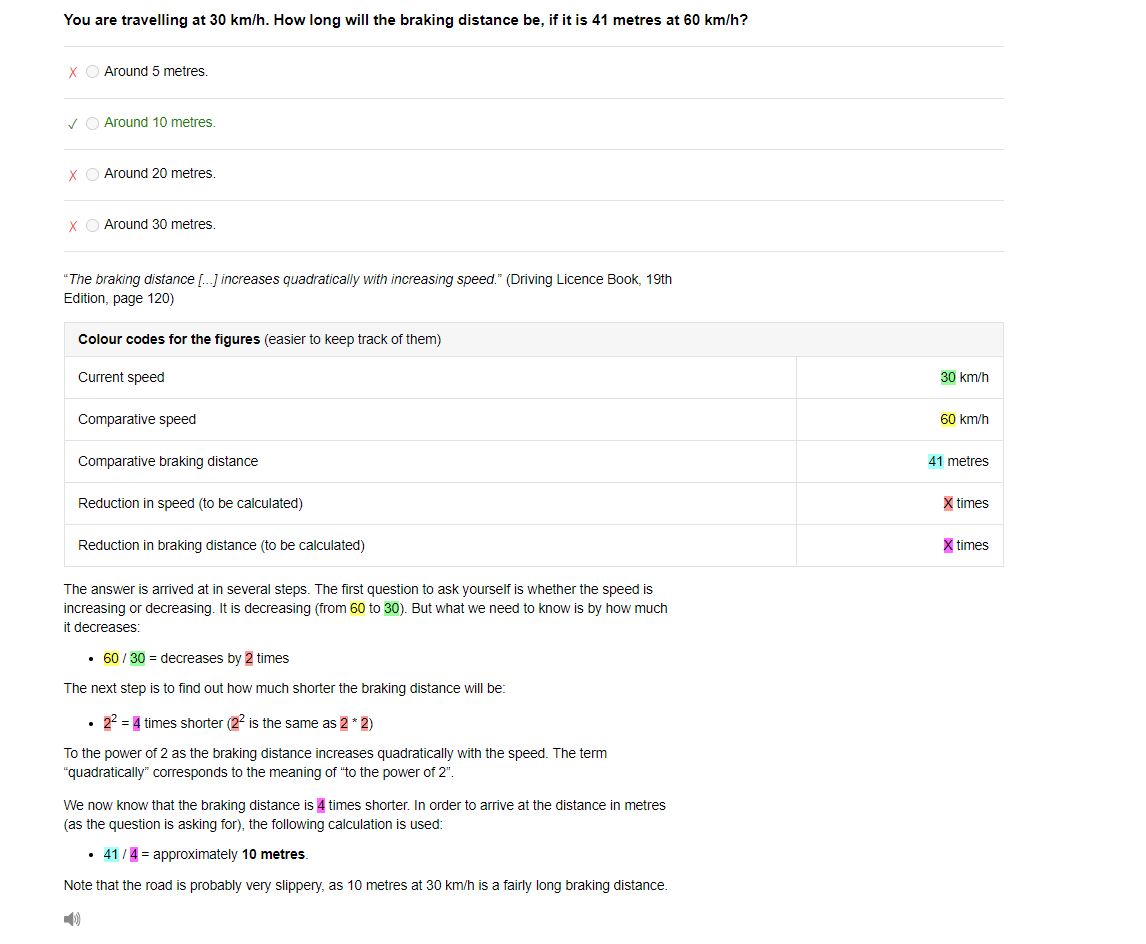 You are travelling at 30 km/h. How long will the braking distance be, if it is 41 metres at 60 km/h?
X Around 5 metres.
✓ Around 10 metres.
X Around 20 metres.
X Around 30 metres.
“The braking distance [...] increases quadratically with increasing speed.” (Driving Licence Book, 19th
Edition, page 120)
Colour codes for the figures (easier to keep track of them)
Current speed 30 km/h
Comparative speed 60 km/h
Comparative braking distance 41 metres
Reduction in speed (to be calculated) X times
Reduction in braking distance (to be calculated) X times
The answer is arrived at in several steps. The first question to ask yourself is whether the speed is
increasing or decreasing. It is decreasing (from 60 to 30). But what we need to know is by how much
it decreases:
• 60 / 30 = decreases by 2 times
The next step is to find out how much shorter the braking distance will be:
• 2² = 4 times shorter (2² is the same as 2 * 2)
To the power of 2 as the braking distance increases quadratically with the speed. The term
“quadratically” corresponds to the meaning of “to the power of 2”.
We now know that the braking distance is 4 times shorter. In order to arrive at the distance in metres
(as the question is asking for), the following calculation is used:
• 41 / 4 = approximately 10 metres.
Note that the road is probably very slippery, as 10 metres at 30 km/h is a fairly long braking distance.